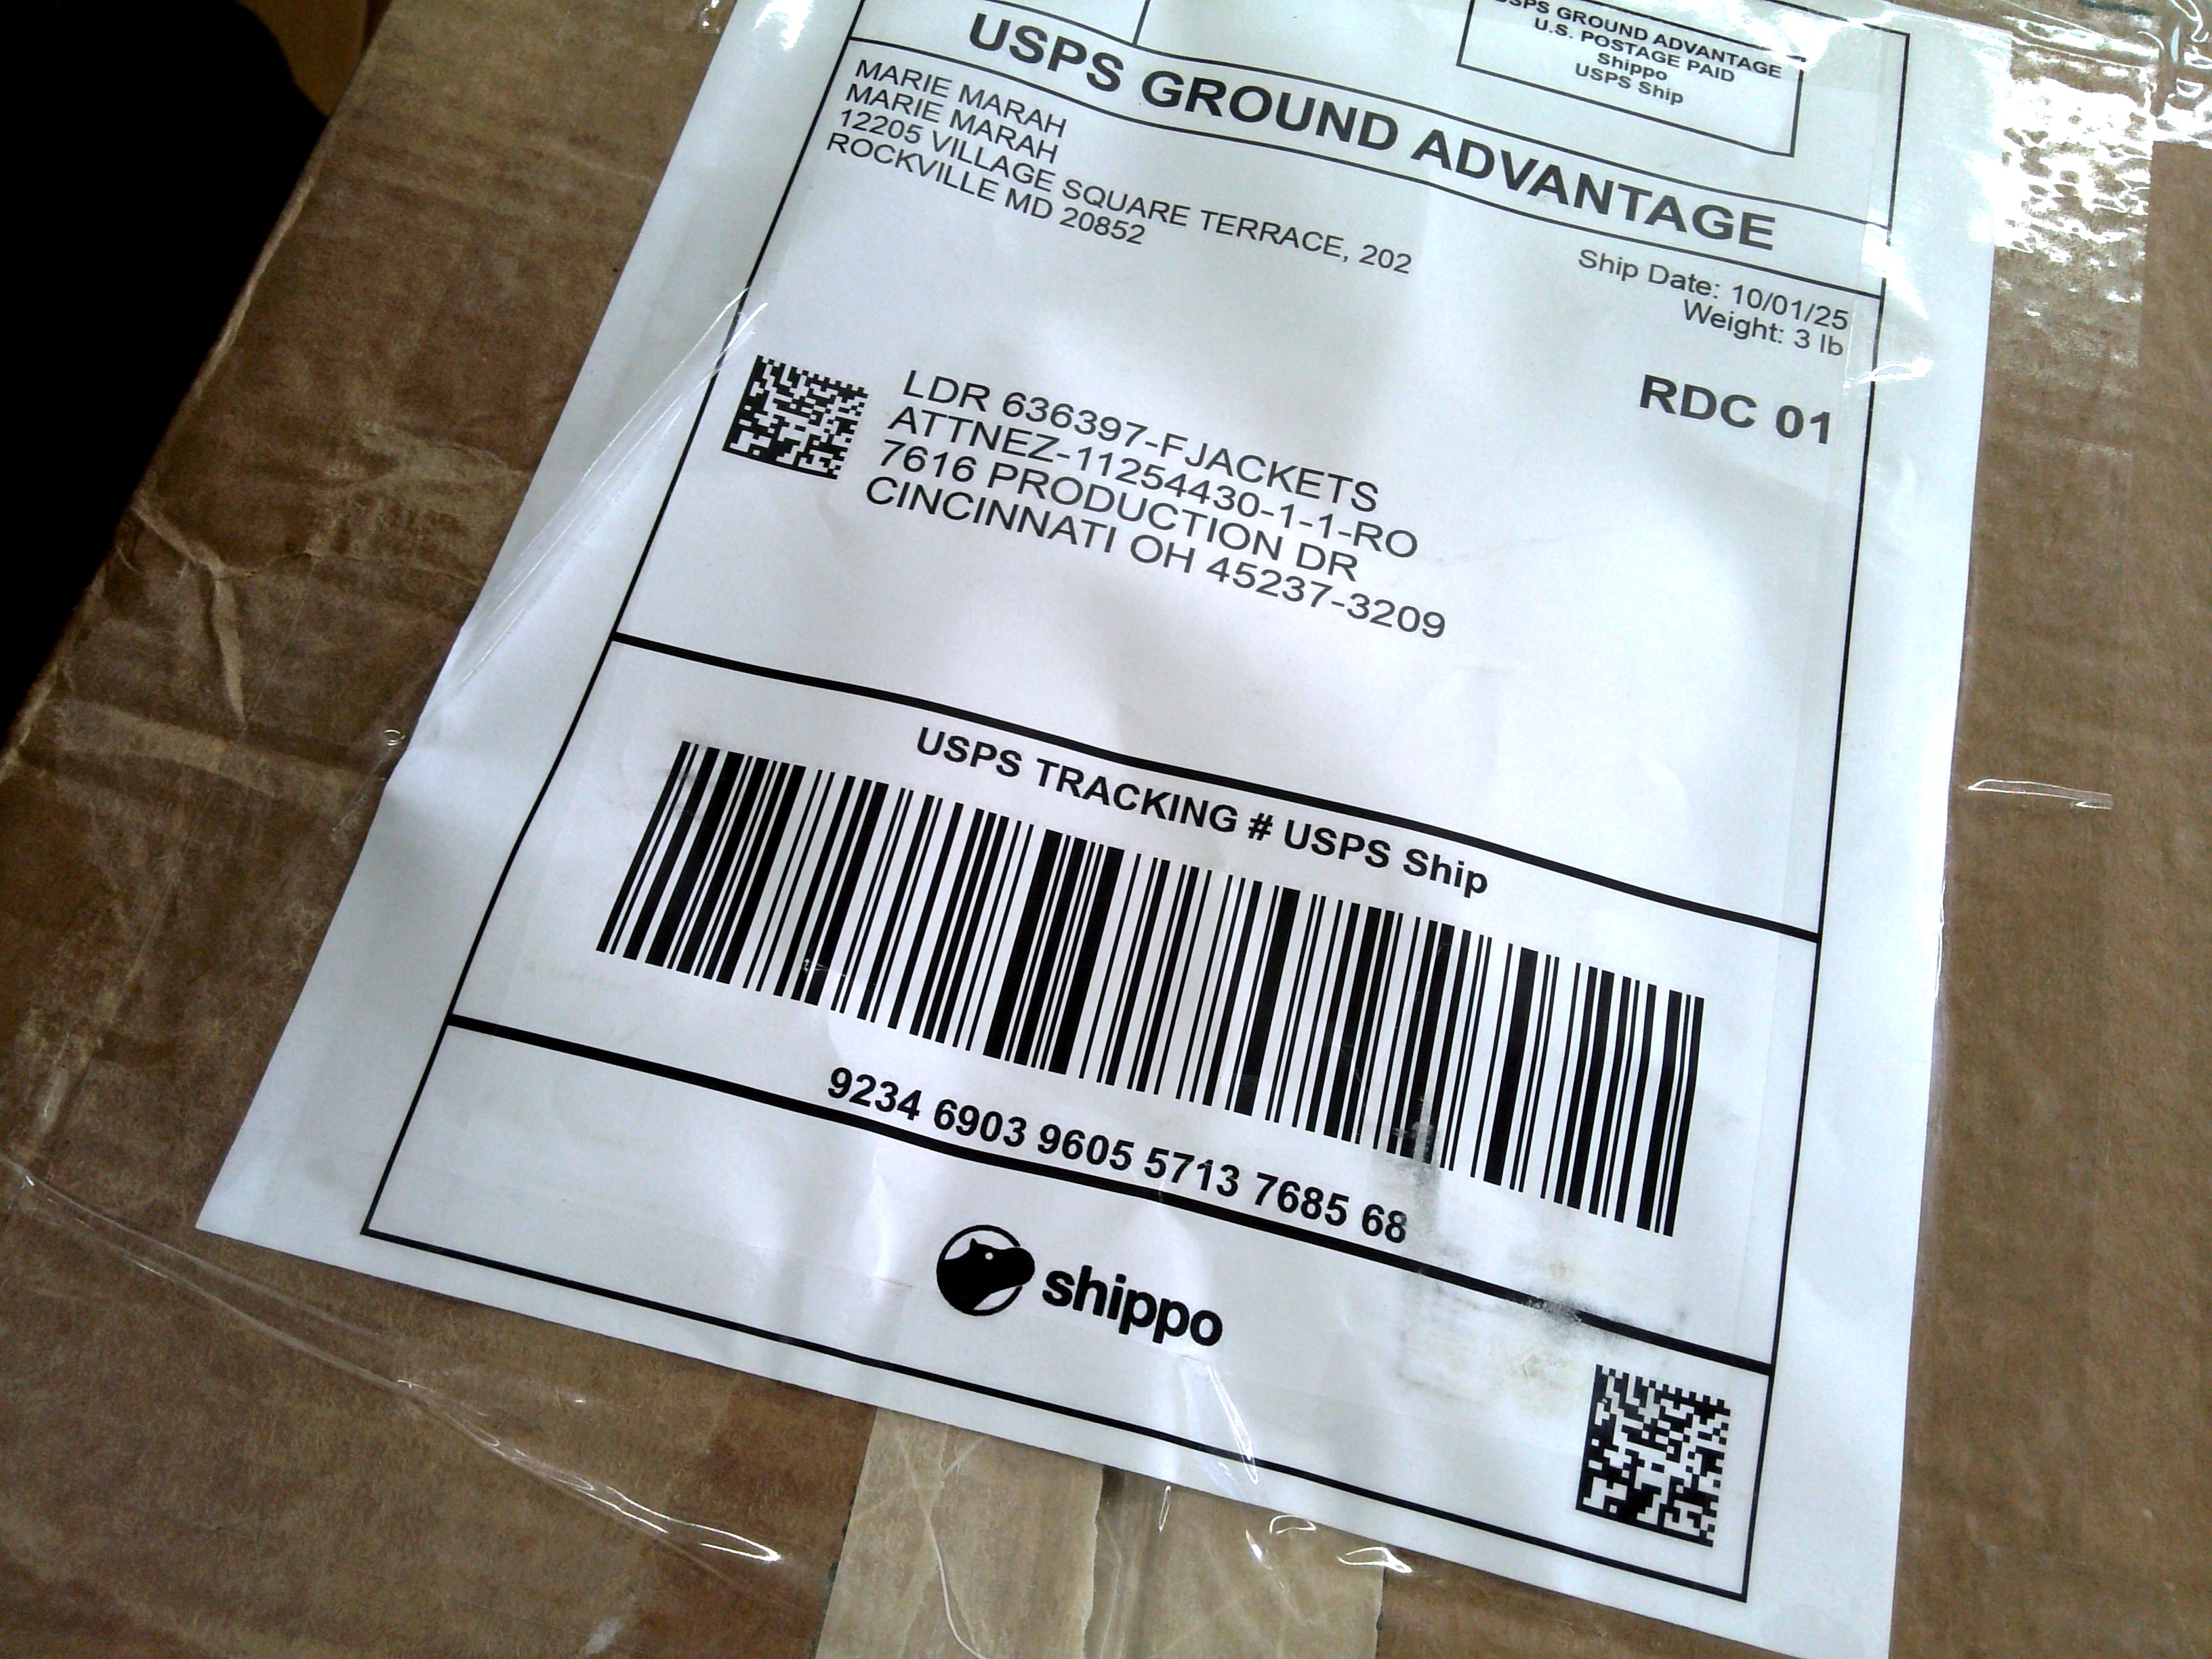 USPS GROUND ADVANTAGE
U.S. POSTAGE PAID
Shippo
USPS Ship
USPS GROUND ADVANTAGE
MARIE MARAH
MARIE MARAH
12205 VILLAGE SQUARE TERRACE, 202
ROCKVILLE MD 20852
Ship Date: 10/01/25
Weight: 3 lb
RDC 01
LDR 636397-FJACKETS
ATTNEZ-11254430-1-1-RO
7616 PRODUCTION DR
CINCINNATI OH 45237-3209
USPS TRACKING # USPS Ship
9234 6903 9605 5713 7685 68
shippo